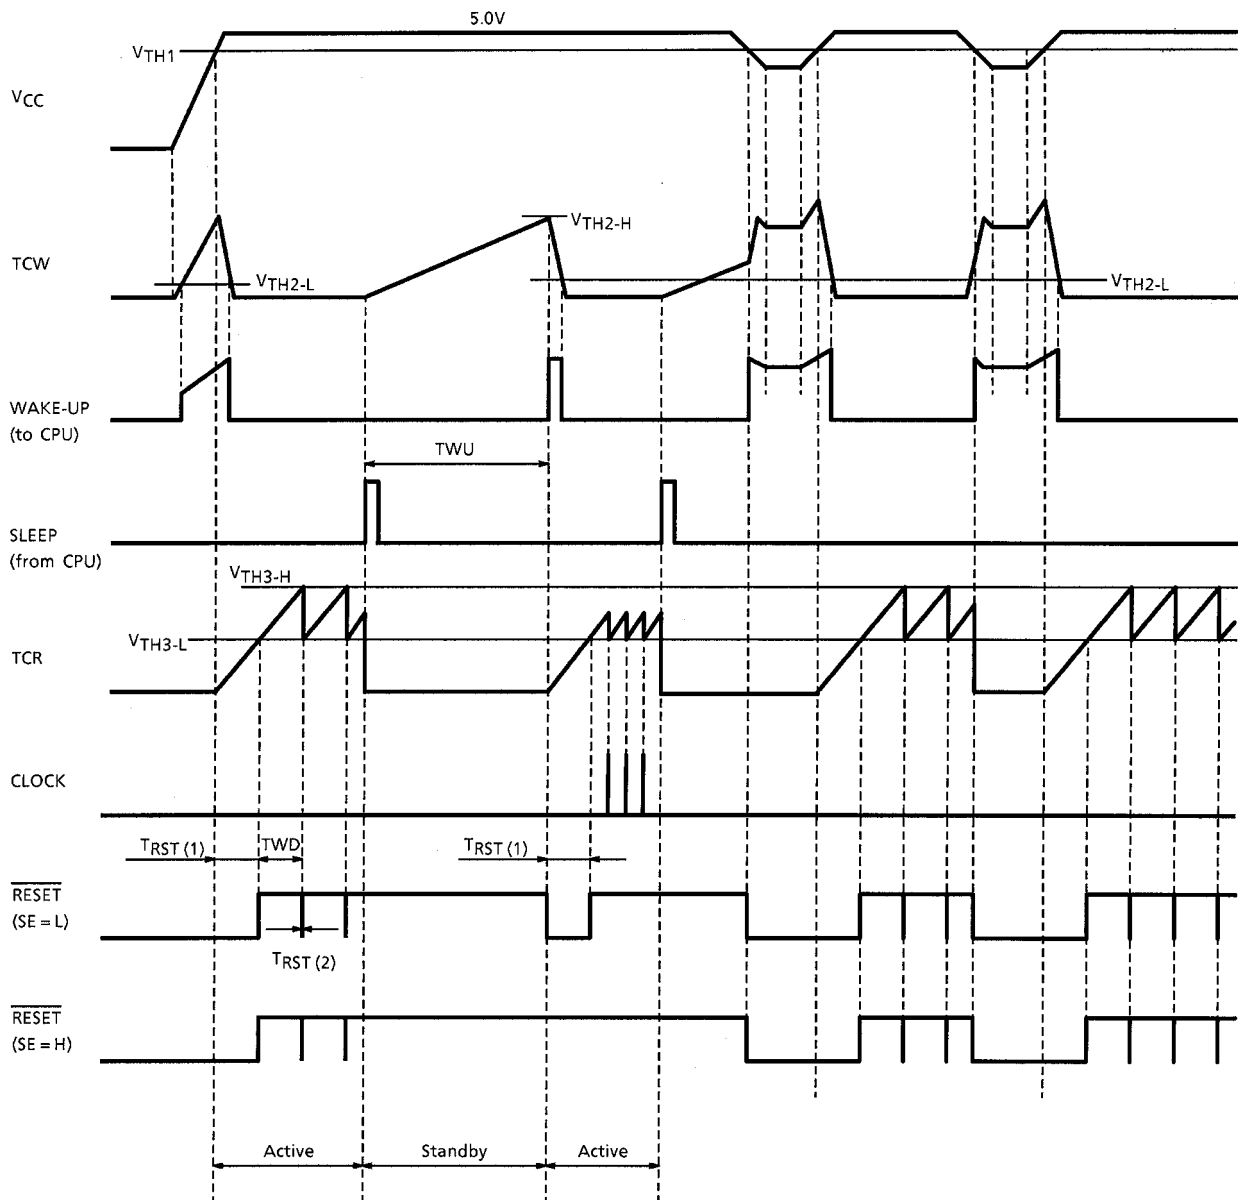 5.0V
VTH1
VCC
VTH2-H
TCW
VTH2-L
VTH2-L
WAKE-UP
(to CPU)
TWU
SLEEP
(from CPU)
VTH3-H
VTH3-L
TCR
CLOCK
TRST (1)
TWD
TRST (1)
RESET
(SE = L)
TRST (2)
RESET
(SE = H)
Active
Standby
Active